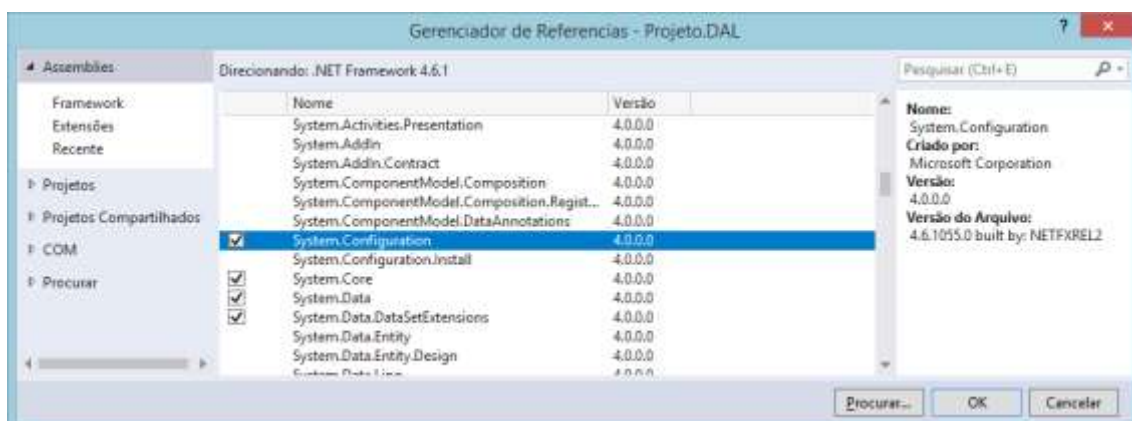 Gerenciador de Referencias - Projeto.DAL
?
Assemblies
Framework
Extensões
Recente
Projetos
Projetos Compartilhados
COM
Procurar
Direcionando: .NET Framework 4.6.1
Nome Versão
System.Activities.Presentation 4.0.0.0
System.AddIn 4.0.0.0
System.AddIn.Contract 4.0.0.0
System.ComponentModel.Composition 4.0.0.0
System.ComponentModel.Composition.Regist... 4.0.0.0
System.ComponentModel.DataAnnotations 4.0.0.0
System.Configuration 4.0.0.0
System.Configuration.Install 4.0.0.0
System.Core 4.0.0.0
System.Data 4.0.0.0
System.Data.DataSetExtensions 4.0.0.0
System.Data.Entity 4.0.0.0
System.Data.Entity.Design 4.0.0.0
System.Data.Linq 4.0.0.0
Pesquisar (Ctrl+E)
Nome:
System.Configuration
Criado por:
Microsoft Corporation
Versão:
4.0.0.0
Versão do Arquivo:
4.6.1055.0 built by: NETFXREL2
Procurar... OK Cancelar